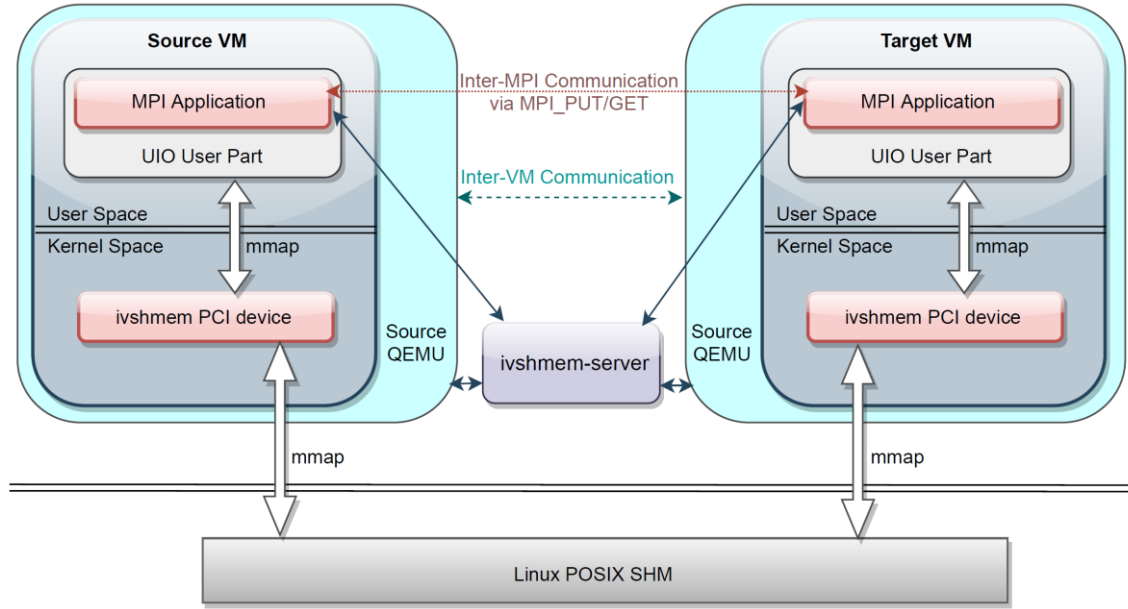 Source VM
Target VM
MPI Application
Inter-MPI Communication
via MPI_PUT/GET
MPI Application
UIO User Part
UIO User Part
Inter-VM Communication
User Space
User Space
Kernel Space
mmap
Kernel Space
mmap
ivshmem PCI device
ivshmem PCI device
Source
QEMU
ivshmem-server
Source
QEMU
mmap
mmap
Linux POSIX SHM